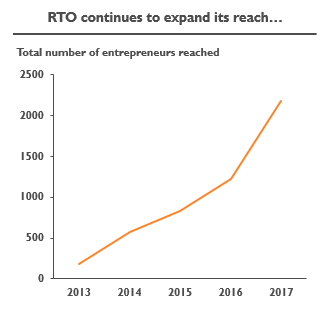 RTO continues to expand its reach…
Total number of entrepreneurs reached
2500
2000
1500
1000
500
0
2013 2014 2015 2016 2017